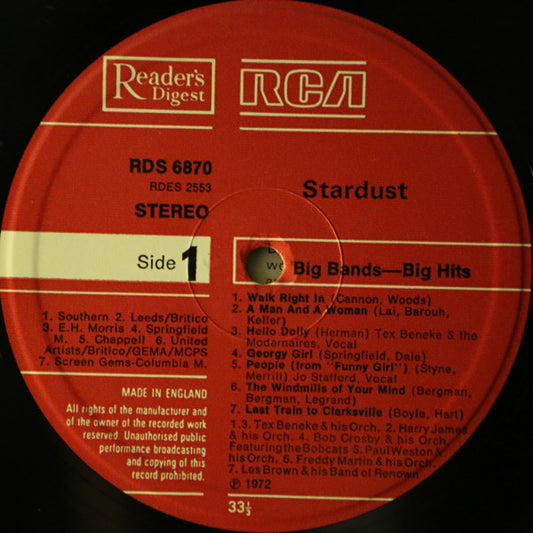 Reader's
Digest
RCA
RDS 6870
RDES 2553
STEREO
Stardust
Side 1
Big Bands—Big Hits
1. Southern 2. Leeds/Britico
3. E.H. Morris 4. Springfield
M. 5. Chappell 6. United
Artists/Britico/GEMA/MCPS
7. Screen Gems-Columbia M.
1. Walk Right In (Cannon, Woods)
2. A Man And A Woman (Lai, Barouh,
Keller)
3. Hello Dolly (Herman) Tex Beneke & the
Modernaires, Vocal
4. Georgy Girl (Springfield, Dale)
5. People (from "Funny Girl") (Styne,
Merrill) Jo Stafford, Vocal
6. The Windmills of Your Mind (Bergman,
Bergman, Legrand)
7. Last Train to Clarksville (Boyle, Hart)
1.3. Tex Beneke & his Orch. 2. Harry James
& his Orch. 4. Bob Crosby & his Orch.
Featuring the Bobcats 5. Paul Weston &
his Orch 6. Freddy Martin & his Orch.
7. Les Brown & his Band of Renown
℗ 1972
MADE IN ENGLAND
All rights of the manufacturer and
of the owner of the recorded work
reserved. Unauthorised public
performance broadcasting
and copying of this
record prohibited.
33⅓